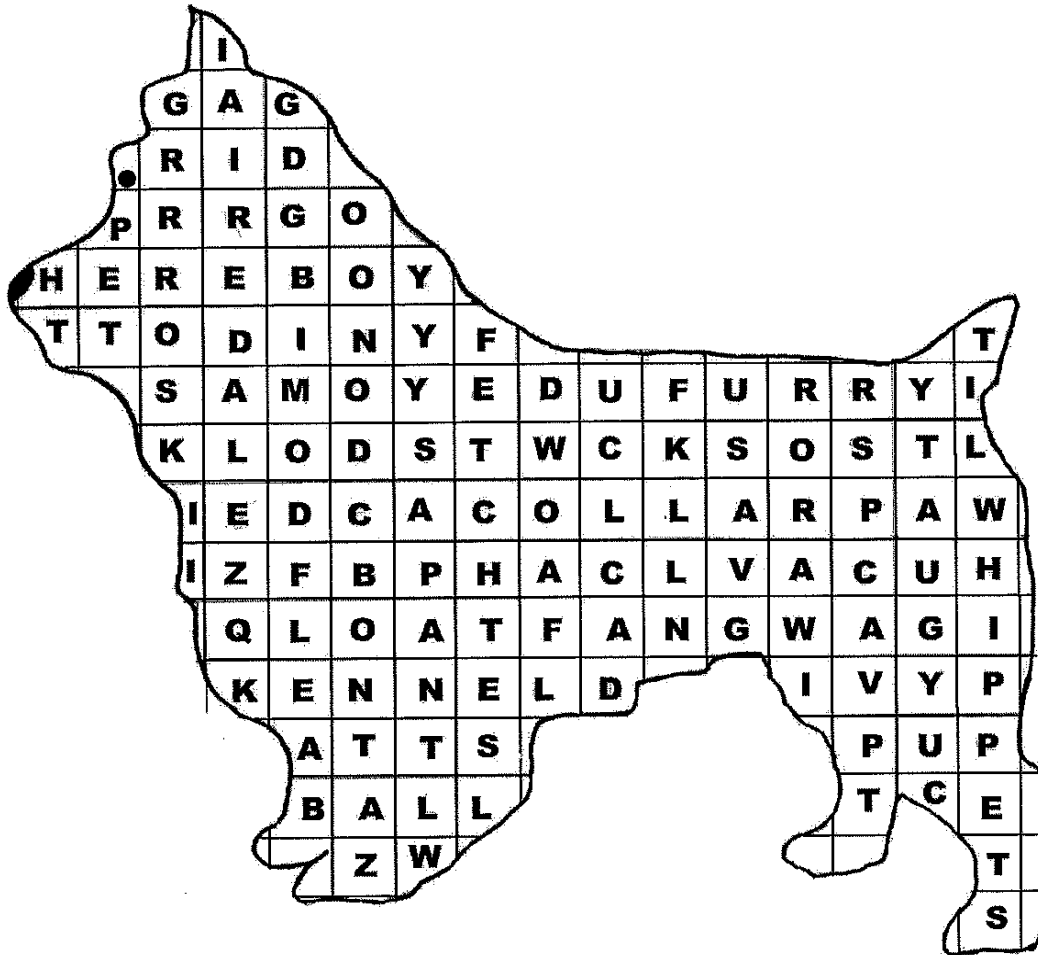 I
G A G
R I D
P R R G O
H E R E B O Y
T T O D I N Y F T
S A M O Y E D U F U R R Y I
K L O D S T W C K S O S T L
I E D C A C O L L A R P A W
I Z F B P H A C L V A C U H
Q L O A T F A N G W A G I
K E N N E L D I V Y P
A T T S P U P
B A L L T C E
Z W T
S